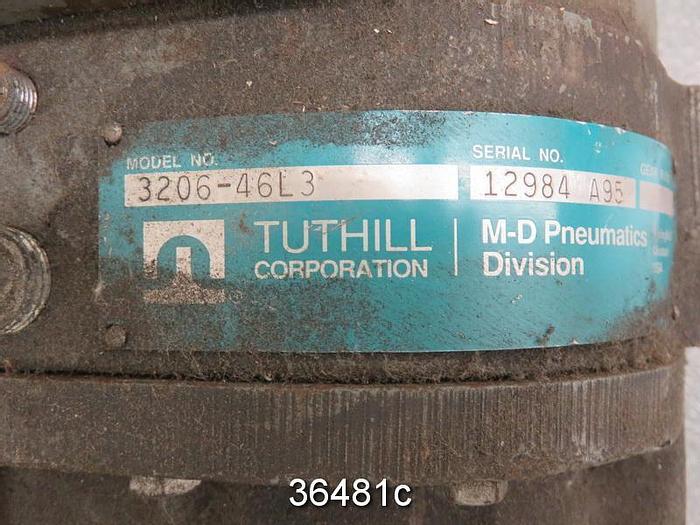 MODEL NO. SERIAL NO.
3206-46L3 12984 A95
TUTHILL
CORPORATION
M-D Pneumatics
Division
®
36481c